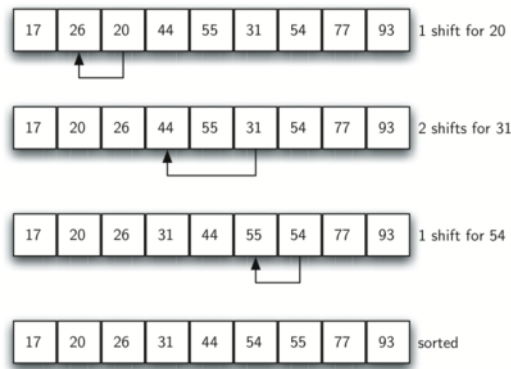 17 26 20 44 55 31 54 77 93 1 shift for 20
17 20 26 44 55 31 54 77 93 2 shifts for 31
17 20 26 31 44 55 54 77 93 1 shift for 54
17 20 26 31 44 54 55 77 93 sorted